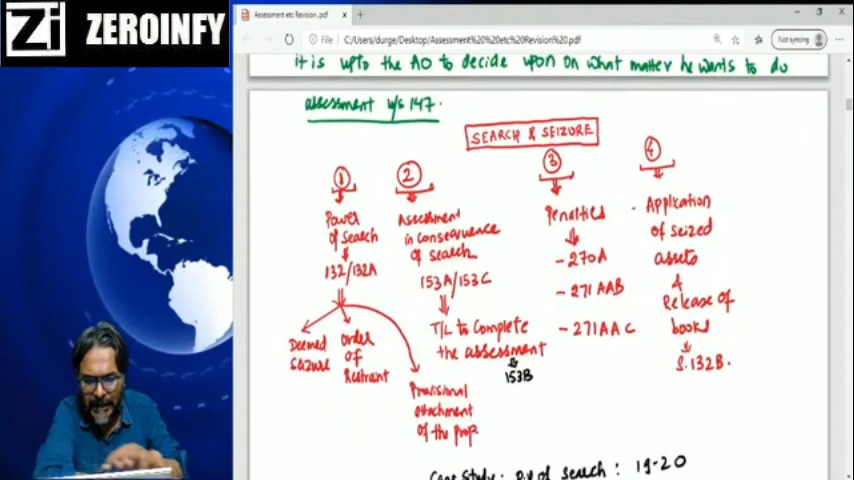 Zi ZEROINFY
Assessment etc Revision.pdf
File C:/Users/durge/Desktop/Assessment%20%20etc%20Revision%20.pdf
Not syncing
it is upto the AO to decide upon on what matter he wants to do
assessment u/s 147.
SEARCH & SEIZURE
1
Power
of Search
132/132A
Deemed
Seizure
Order
of
Restraint
Provisional
attachment
of the prop
2
Assessment
in consequence
of search
153A/153C
T/L to complete
the assessment
153B
3
Penalties
- 270A
- 271 AAB
- 271AAC
4
Application
of seized
assets
&
Release of
books
S. 132B.
Case Study: P.Y of search : 19-20